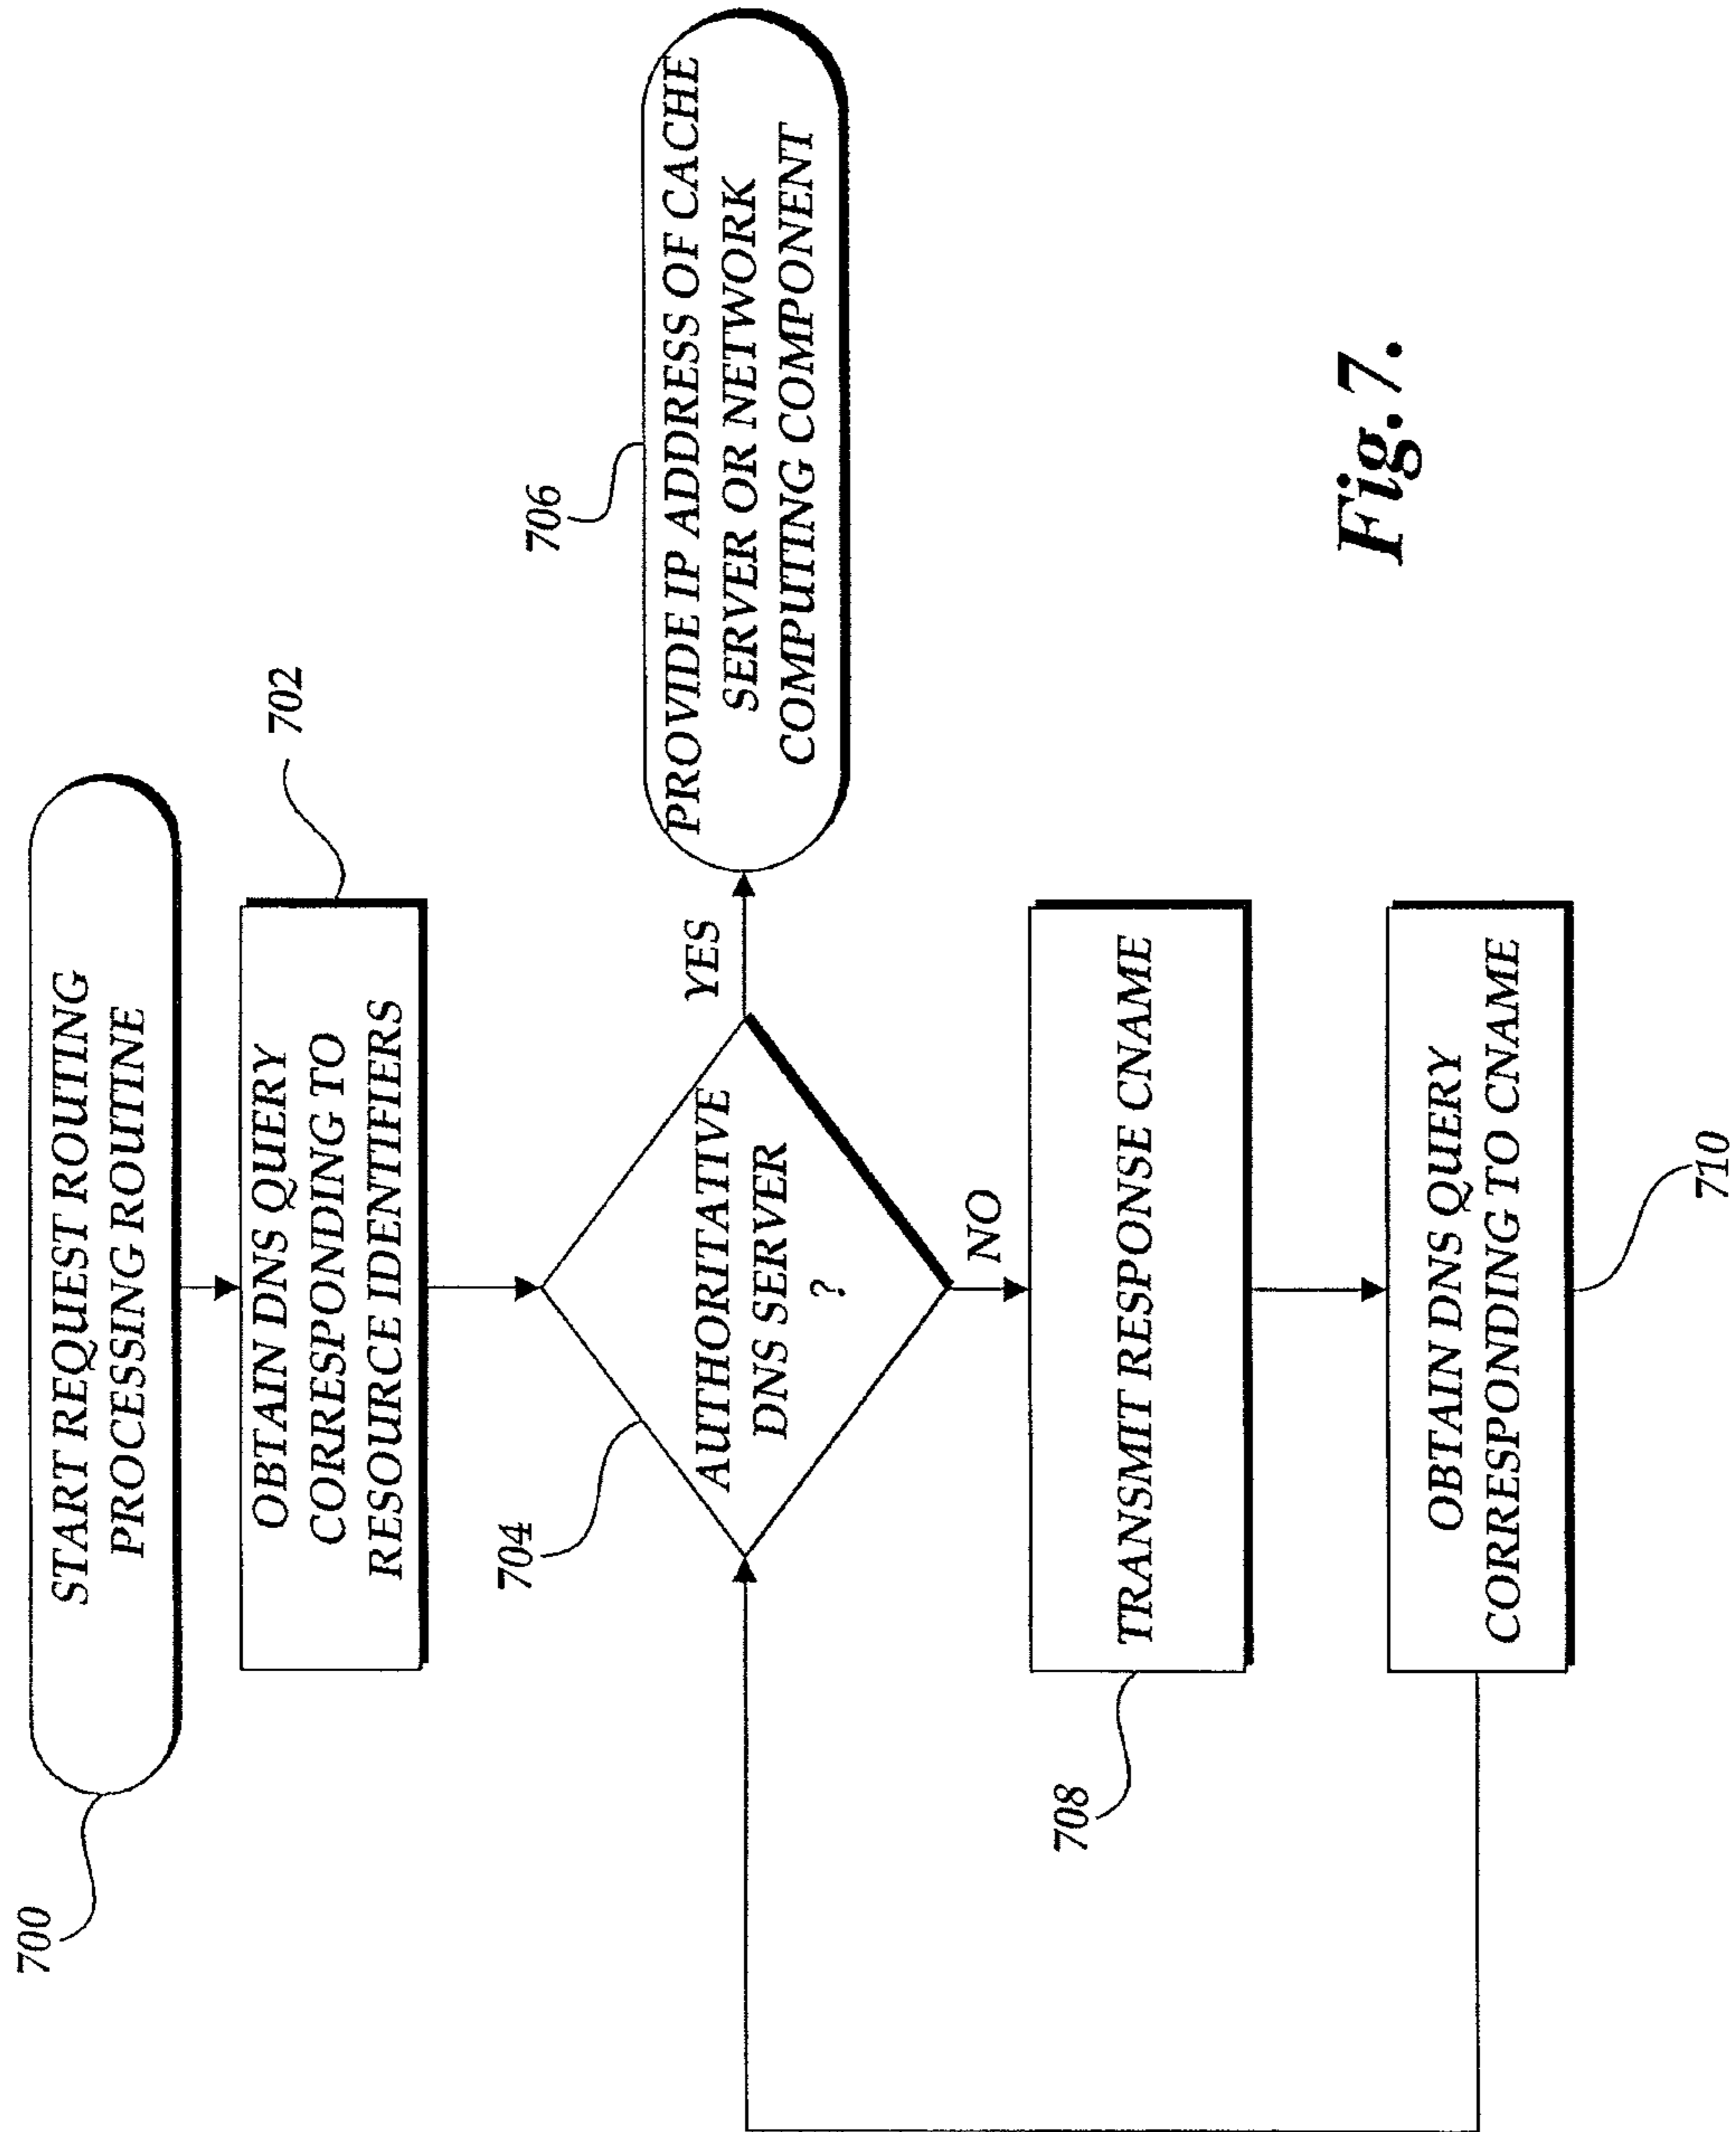 700
START REQUEST ROUTING
PROCESSING ROUTINE
702
OBTAIN DNS QUERY
CORRESPONDING TO
RESOURCE IDENTIFIERS
704
AUTHORITATIVE
DNS SERVER
?
YES
706
PROVIDE IP ADDRESS OF CACHE
SERVER OR NETWORK
COMPUTING COMPONENT
NO
708
TRANSMIT RESPONSE CNAME
OBTAIN DNS QUERY
CORRESPONDING TO CNAME
710
Fig.7.